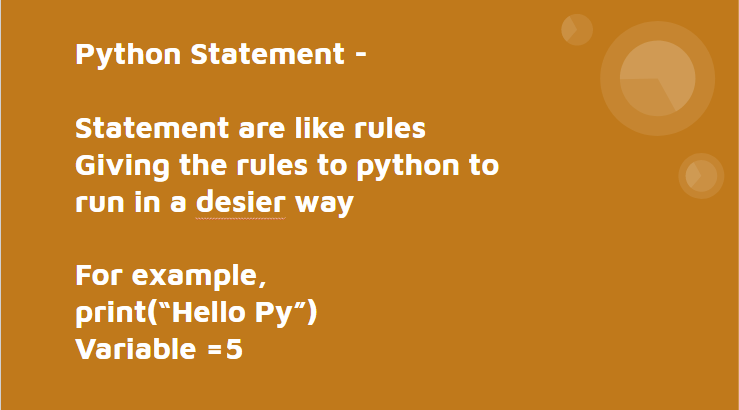 Python Statement -
Statement are like rules
Giving the rules to python to
run in a desier way
For example,
print(“Hello Py”)
Variable =5